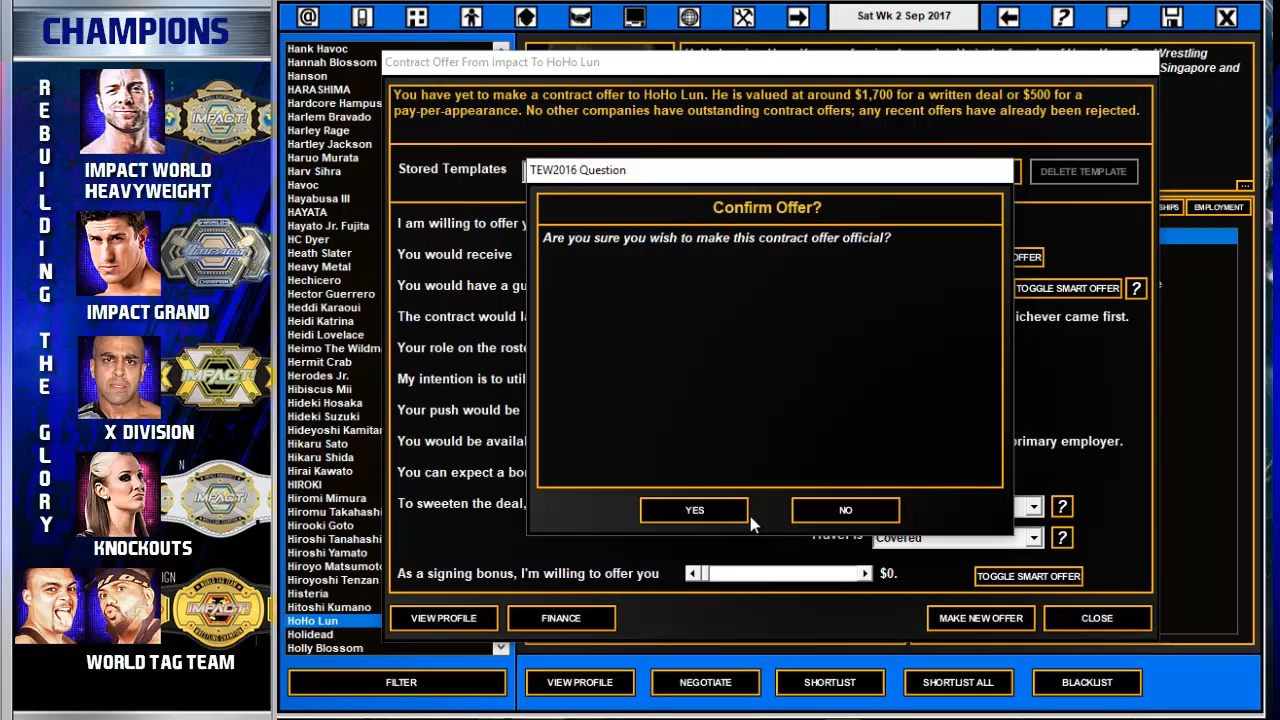 CHAMPIONS
REBUILDING THE GLORY
IMPACT WORLD
HEAVYWEIGHT
IMPACT GRAND
X DIVISION
KNOCKOUTS
WORLD TAG TEAM
Sat Wk 2 Sep 2017
Hank Havoc
Hannah Blossom
Hanson
HARASHIMA
Hardcore Hampus
Harlem Bravado
Harley Rage
Hartley Jackson
Haruo Murata
Harv Sihra
Havoc
Hayabusa III
HAYATA
Hayato Jr. Fujita
HC Dyer
Heath Slater
Heavy Metal
Hechicero
Hector Guerrero
Heddi Karaoui
Heidi Katrina
Heidi Lovelace
Heimo The Wildm
Hermit Crab
Herodes Jr.
Hibiscus Mii
Hideki Hosaka
Hideki Suzuki
Hideyoshi Kamitan
Hikaru Sato
Hikaru Shida
Hirai Kawato
HIROKI
Hiromi Mimura
Hiromu Takahashi
Hirooki Goto
Hiroshi Tanahashi
Hiroshi Yamato
Hiroyo Matsumoto
Hiroyoshi Tenzan
Histeria
Hitoshi Kumano
HoHo Lun
Holidead
Holly Blossom
FILTER
Wrestling
Singapore and
...
SHIPS
EMPLOYMENT
Contract Offer From Impact To HoHo Lun
You have yet to make a contract offer to HoHo Lun. He is valued at around $1,700 for a written deal or $500 for a
pay-per-appearance. No other companies have outstanding contract offers; any recent offers have already been rejected.
Stored Templates
DELETE TEMPLATE
I am willing to offer y
You would receive
OFFER
You would have a gu
TOGGLE SMART OFFER ?
The contract would la
ichever came first.
Your role on the roste
My intention is to utili
Your push would be
You would be availa
primary employer.
You can expect a bon
To sweeten the deal,
?
Travel is
Covered
?
As a signing bonus, I'm willing to offer you
$0.
TOGGLE SMART OFFER
TEW2016 Question
Confirm Offer?
Are you sure you wish to make this contract offer official?
YES
NO
VIEW PROFILE
FINANCE
MAKE NEW OFFER
CLOSE
VIEW PROFILE
NEGOTIATE
SHORTLIST
SHORTLIST ALL
BLACKLIST